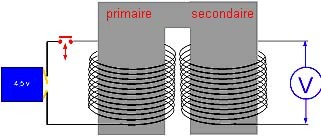 primaire
secondaire
4,5 v
V